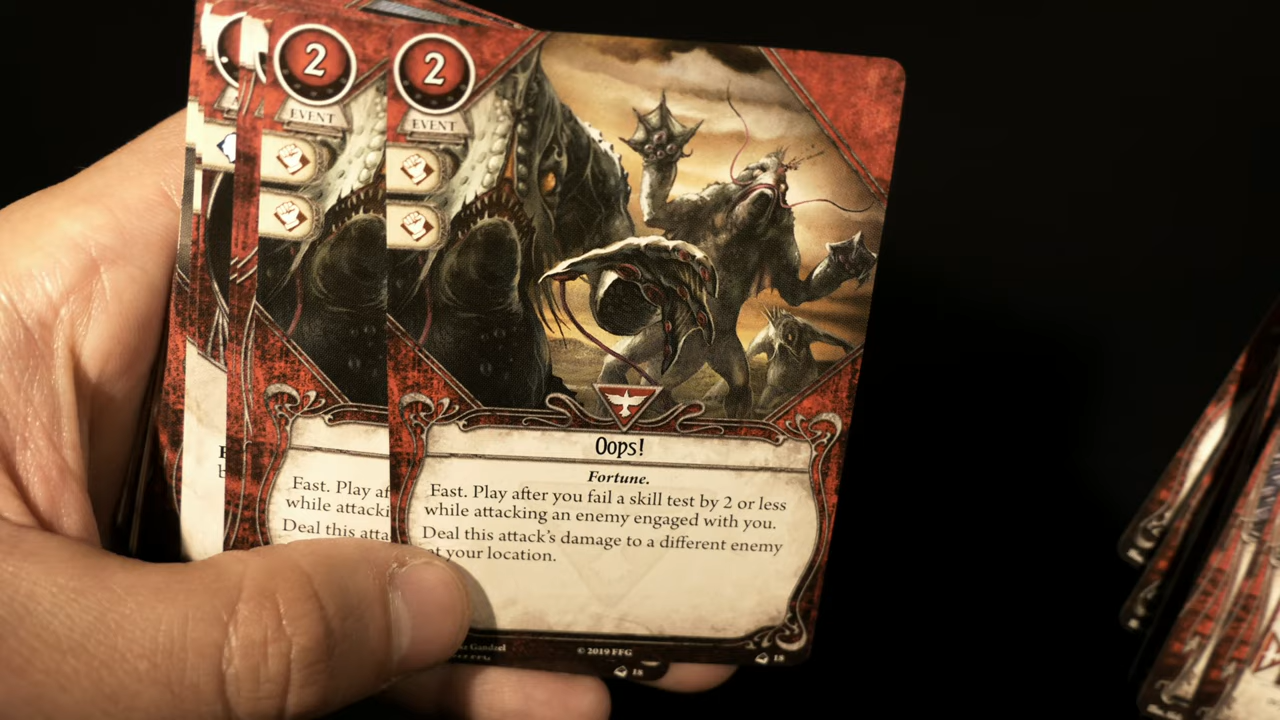 2
2
EVENT
EVENT
Oops!
Fortune.
Fast. Play after you fail a skill test by 2 or less
while attacking an enemy engaged with you.
Deal this attack's damage to a different enemy
at your location.
Fast. Play af
while attacki
Deal this atta
© 2019 FFG
18
18